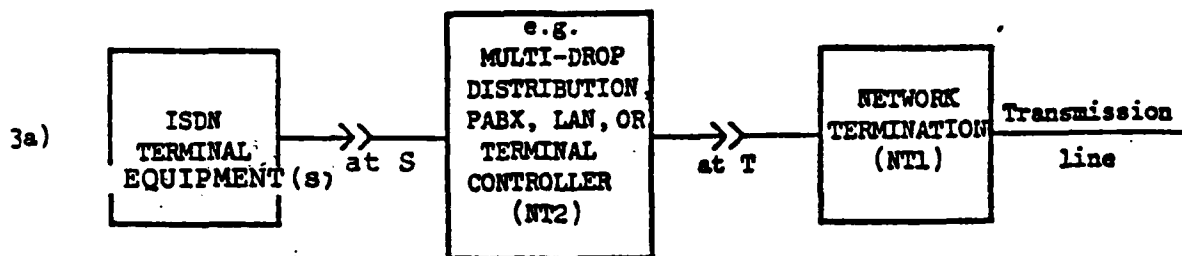 3a)
ISDN
TERMINAL
EQUIPMENT(s)
at S
e.g.
MULTI-DROP
DISTRIBUTION,
PABX, LAN, OR
TERMINAL
CONTROLLER
(NT2)
at T
NETWORK
TERMINATION
(NT1)
Transmission
line